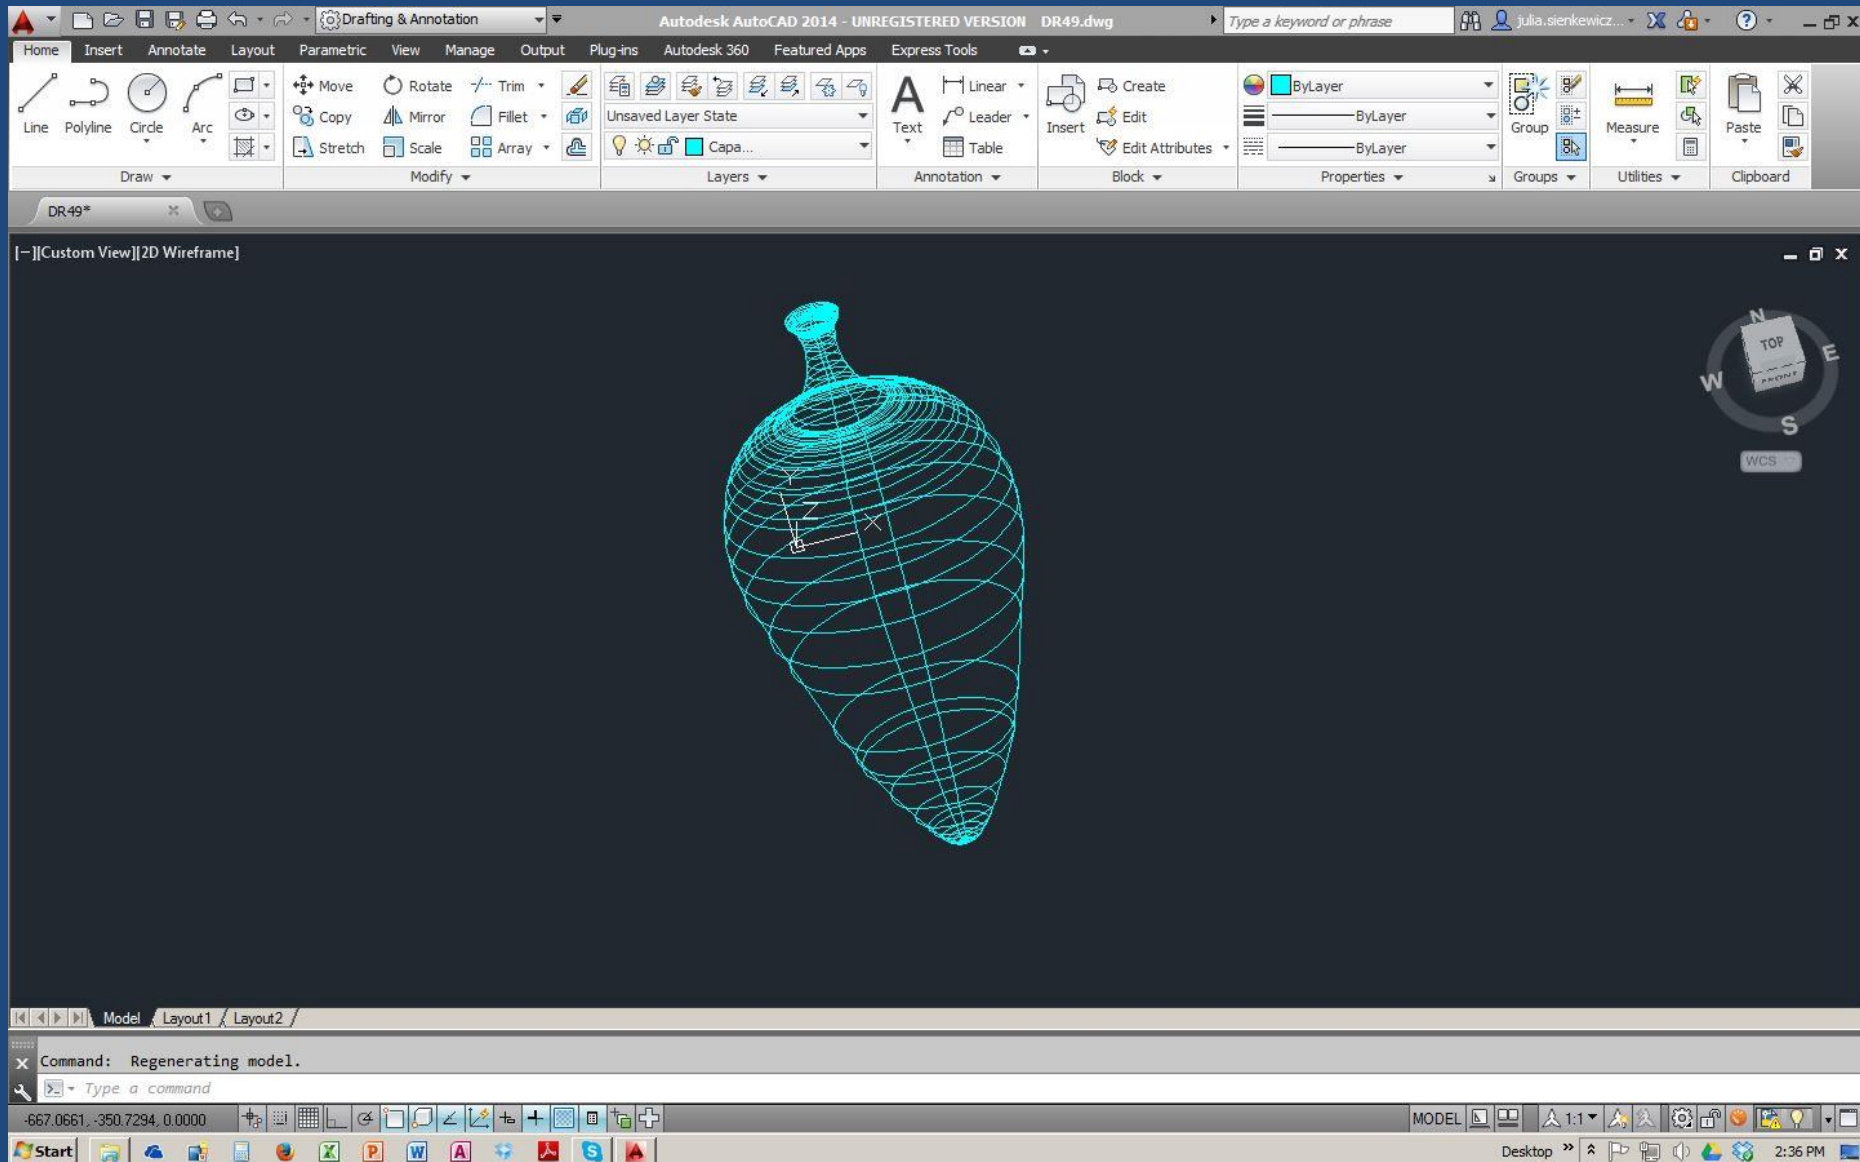 Drafting & Annotation
Autodesk AutoCAD 2014 - UNREGISTERED VERSION DR49.dwg
Type a keyword or phrase
julia.sienkewicz...
Home Insert Annotate Layout Parametric View Manage Output Plug-ins Autodesk 360 Featured Apps Express Tools
Line Polyline Circle Arc
Move Rotate Trim
Copy Mirror Fillet
Stretch Scale Array
Unsaved Layer State
Capa...
A
Text
Linear
Leader
Table
Insert
Create
Edit
Edit Attributes
ByLayer
ByLayer
ByLayer
Group
Measure
Paste
Draw Modify Layers Annotation Block Properties Groups Utilities Clipboard
DR49*
[−][Custom View][2D Wireframe]
N
TOP
E
FRONT
W
S
WCS
Y
Z
X
Model Layout1 Layout2
Command: Regenerating model.
Type a command
-667.0661, -350.7294, 0.0000
MODEL
1:1
Start
Desktop
2:36 PM